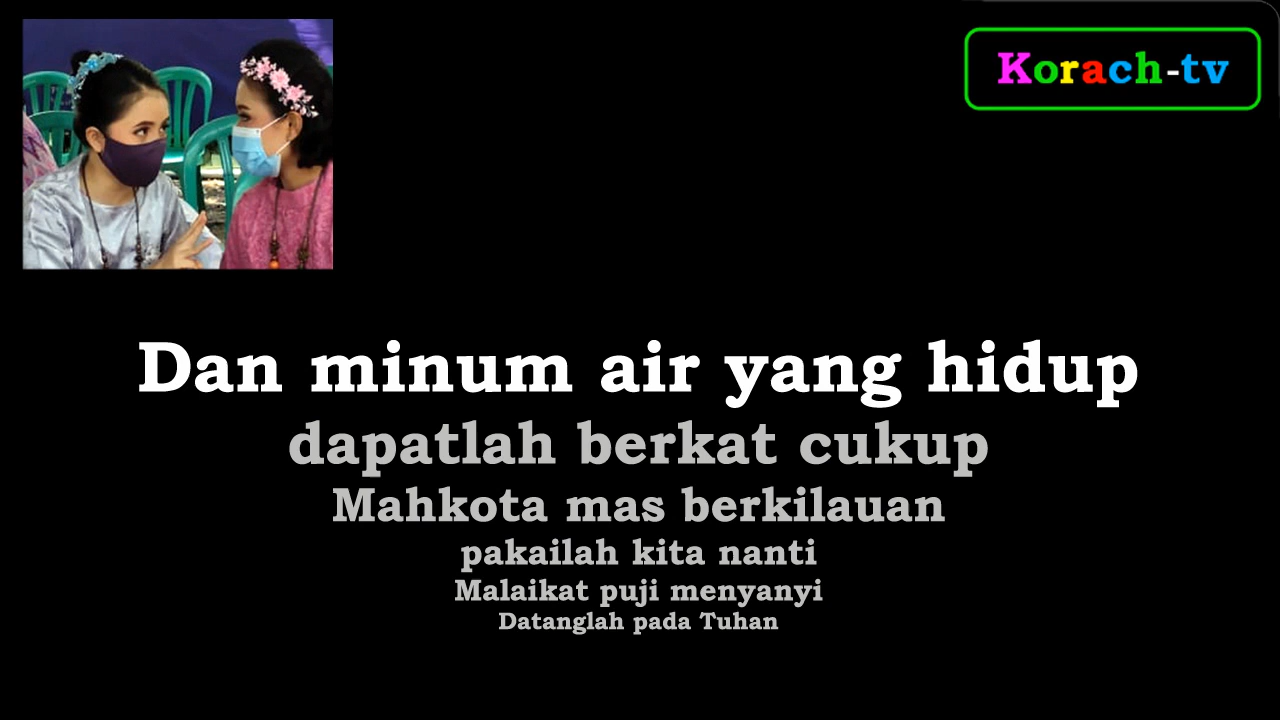 Korach-tv
Dan minum air yang hidup
dapatlah berkat cukup
Mahkota mas berkilauan
pakailah kita nanti
Malaikat puji menyanyi
Datanglah pada Tuhan